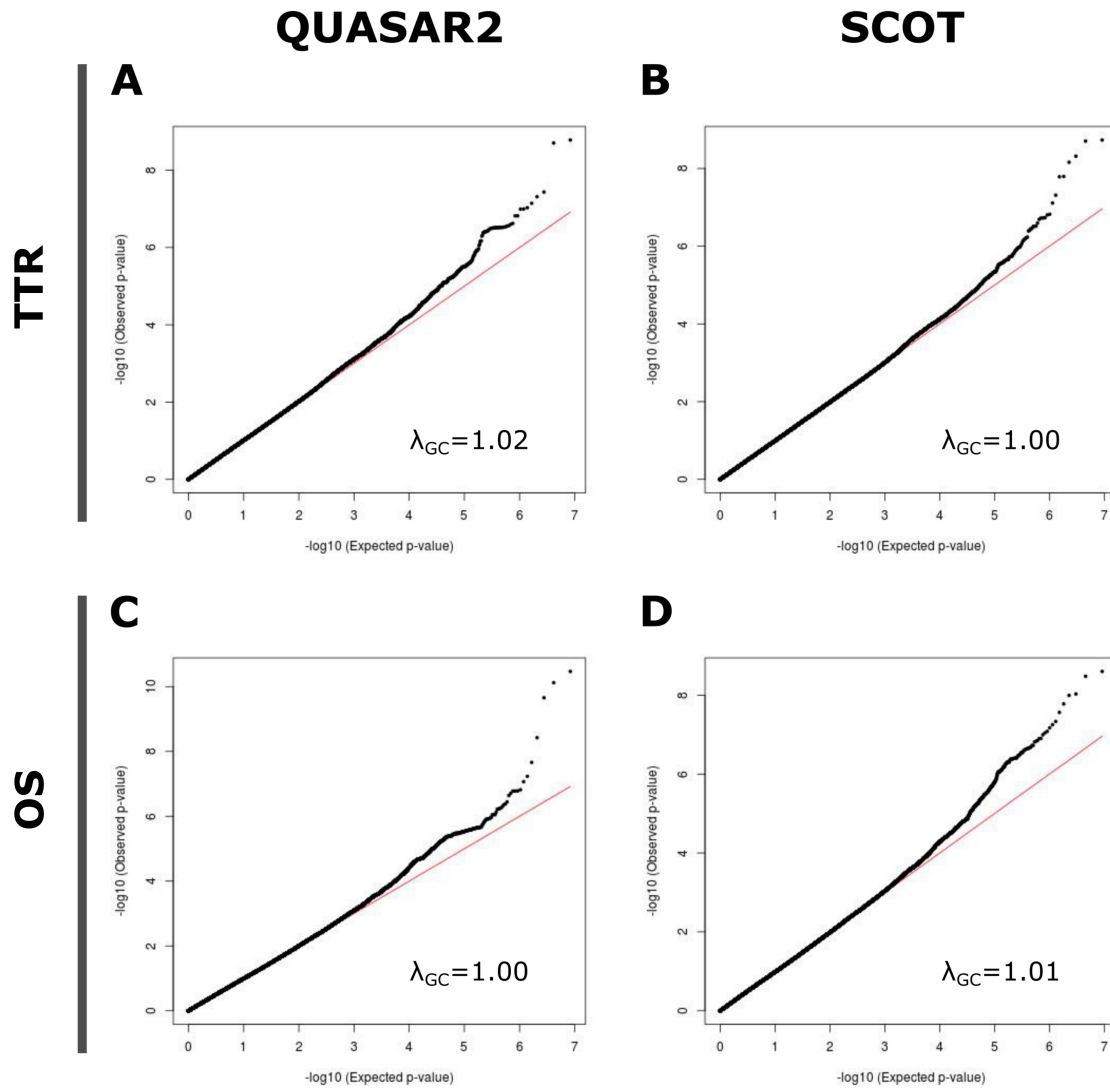 QUASAR2
SCOT
TTR
A
-log10 (Observed p-value)
8
6
4
2
0
λGC=1.02
0 1 2 3 4 5 6 7
-log10 (Expected p-value)
B
-log10 (Observed p-value)
8
6
4
2
0
λGC=1.00
0 1 2 3 4 5 6 7
-log10 (Expected p-value)
OS
C
-log10 (Observed p-value)
10
8
6
4
2
0
λGC=1.00
0 1 2 3 4 5 6 7
-log10 (Expected p-value)
D
-log10 (Observed p-value)
8
6
4
2
0
λGC=1.01
0 1 2 3 4 5 6 7
-log10 (Expected p-value)